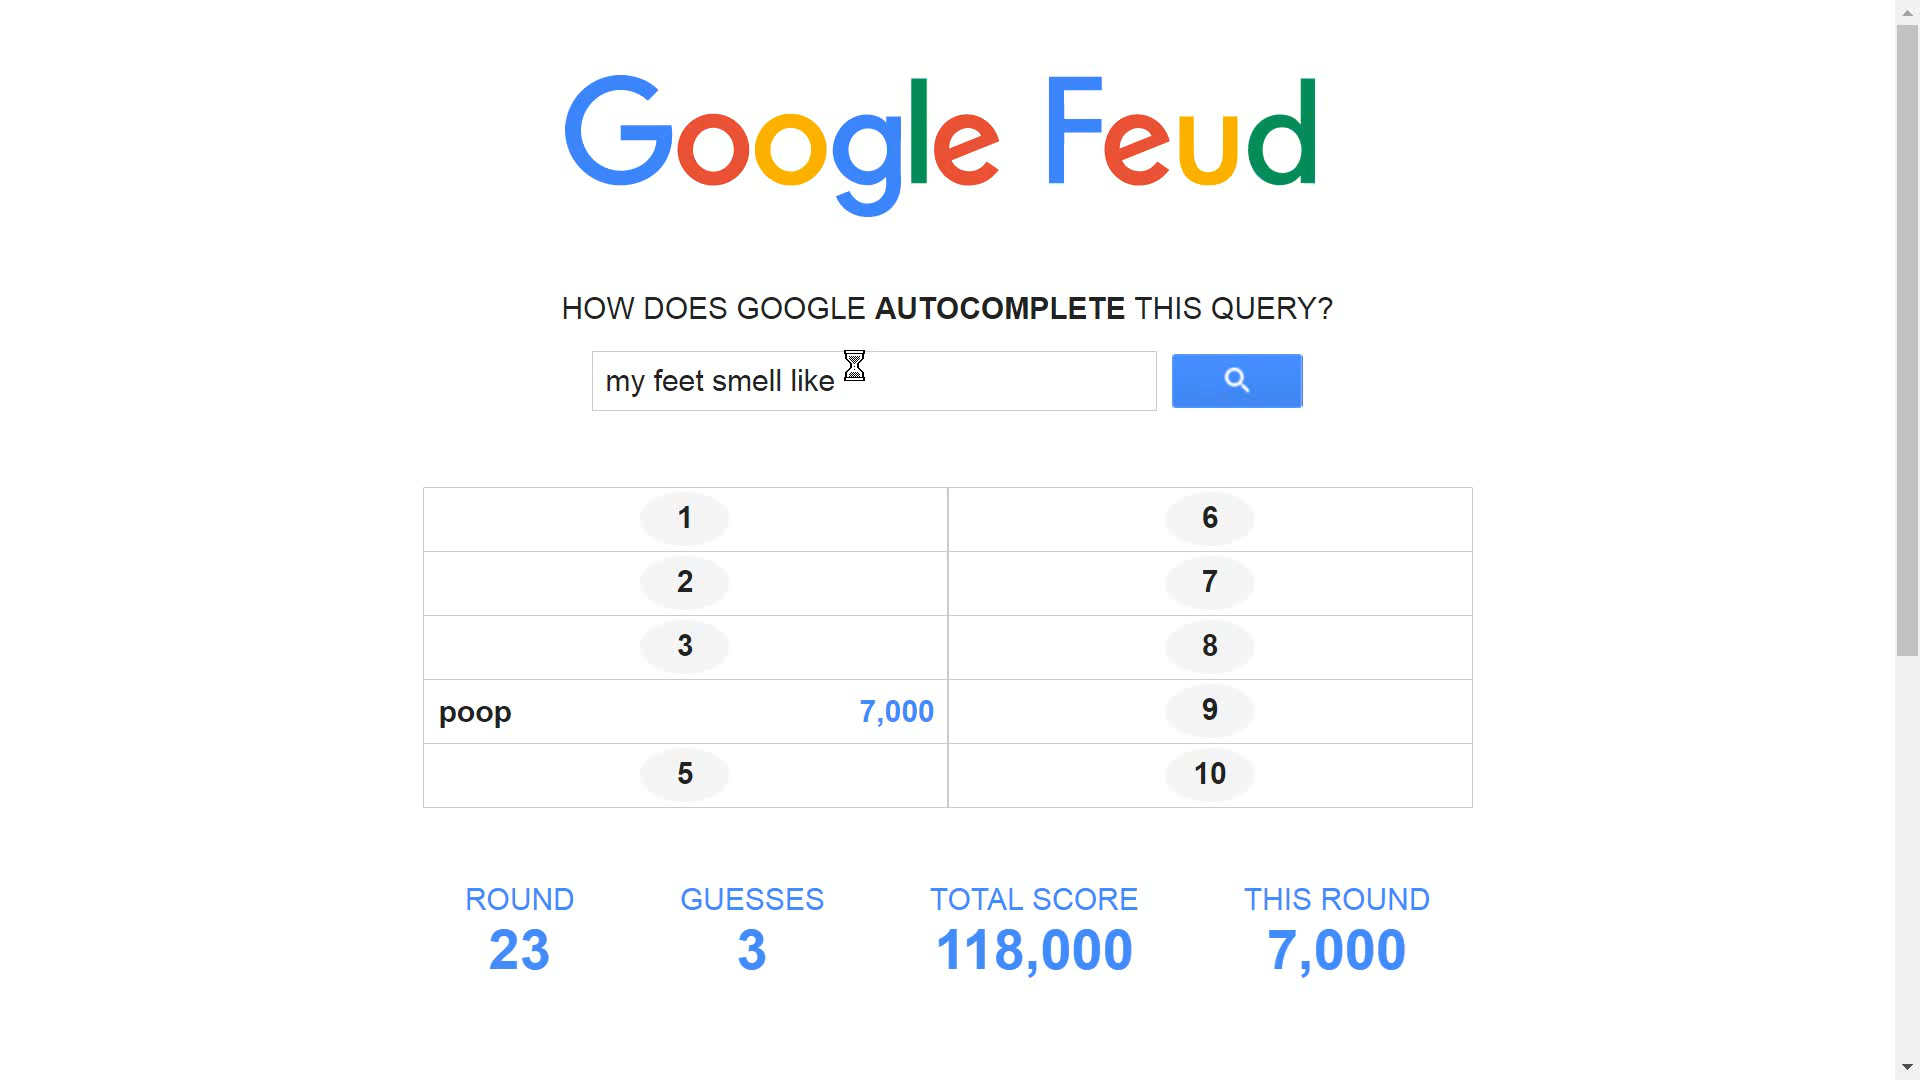 Google Feud
HOW DOES GOOGLE AUTOCOMPLETE THIS QUERY?
my feet smell like
1
6
2
7
3
8
poop 7,000
9
5
10
ROUND GUESSES TOTAL SCORE THIS ROUND
23 3 118,000 7,000